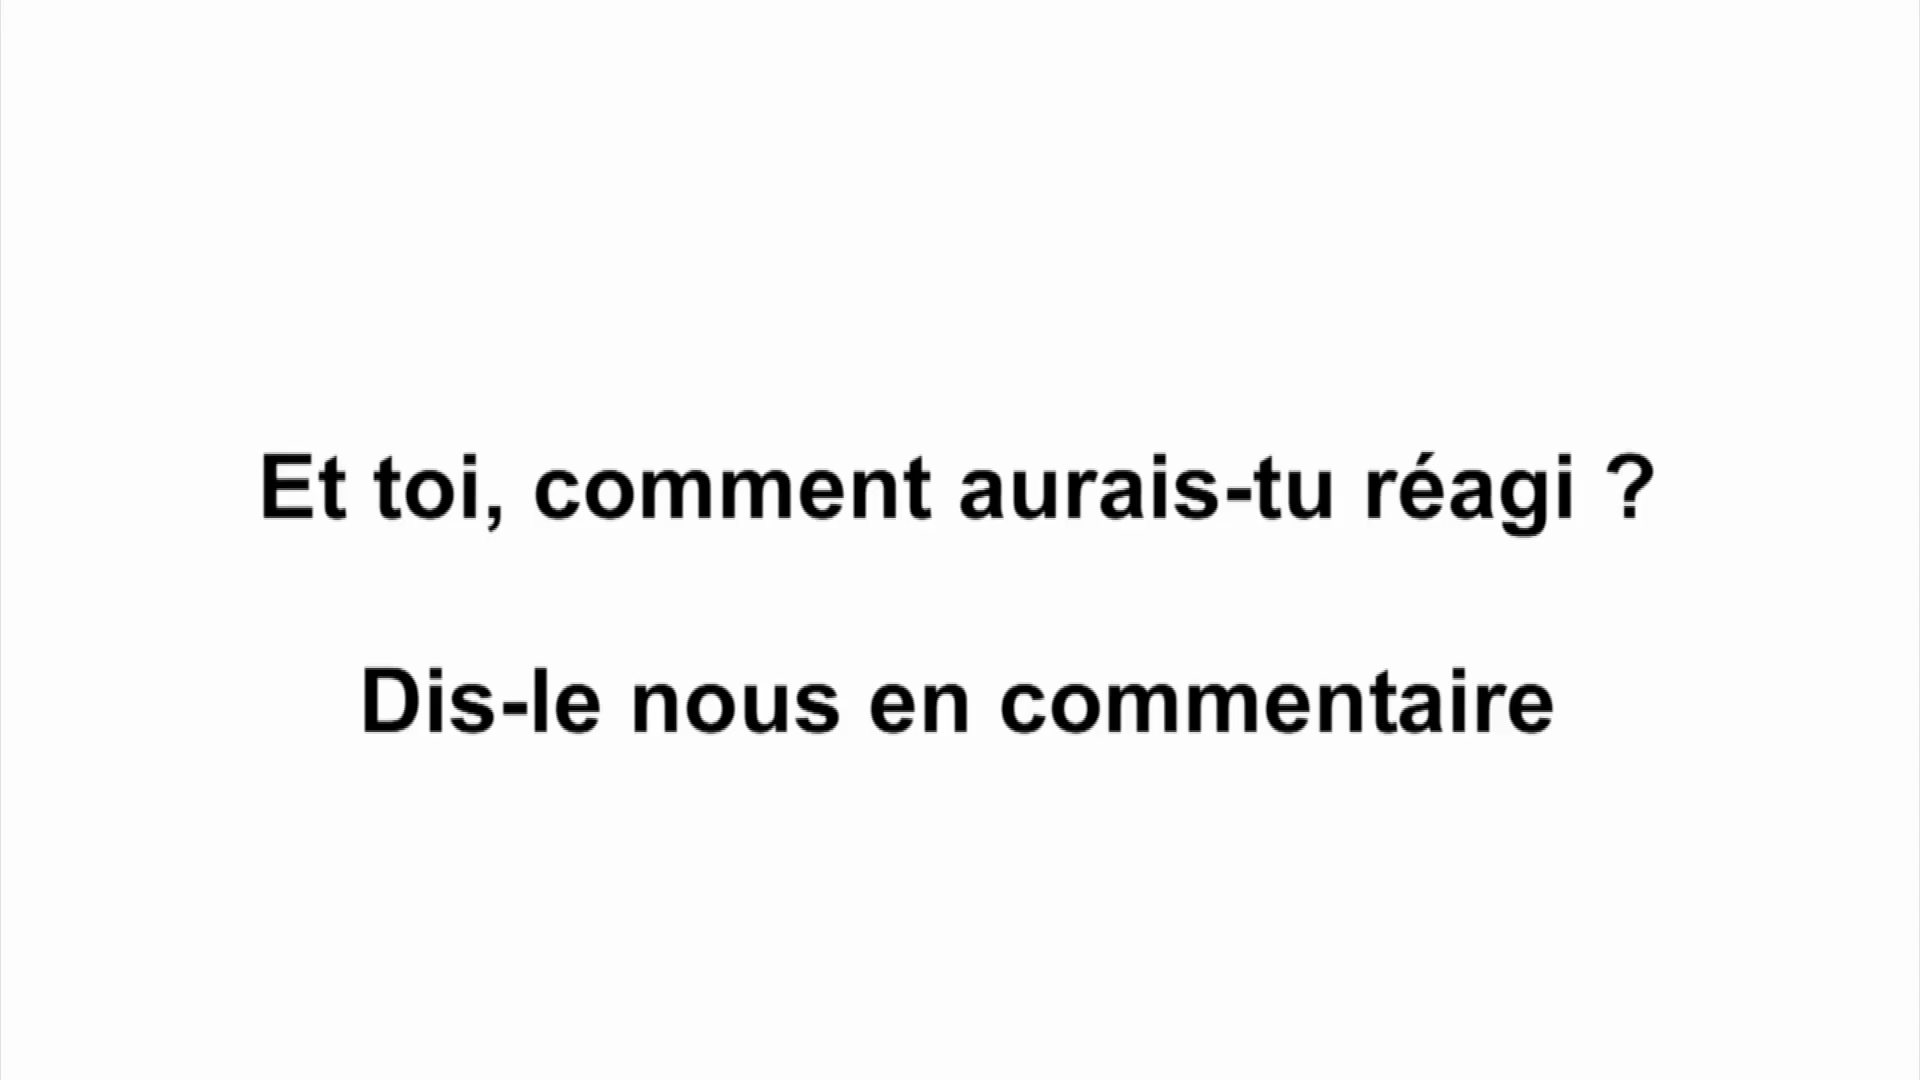 Et toi, comment aurais-tu réagi ?
Dis-le nous en commentaire